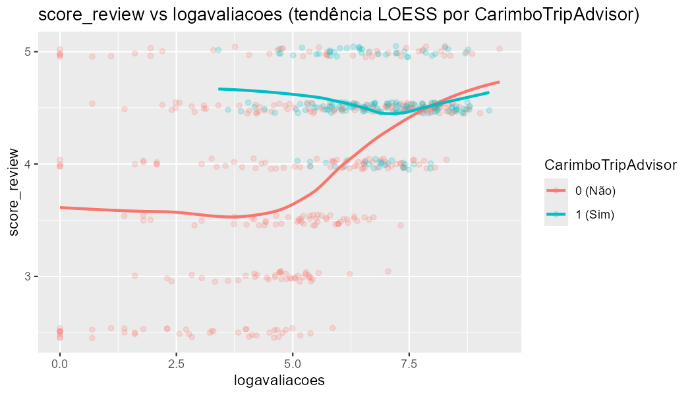 score_review vs logavaliacoes (tendência LOESS por CarimboTripAdvisor)
5
4
3
score_review
0.0
2.5
5.0
7.5
logavaliacoes
CarimboTripAdvisor
0 (Não)
1 (Sim)